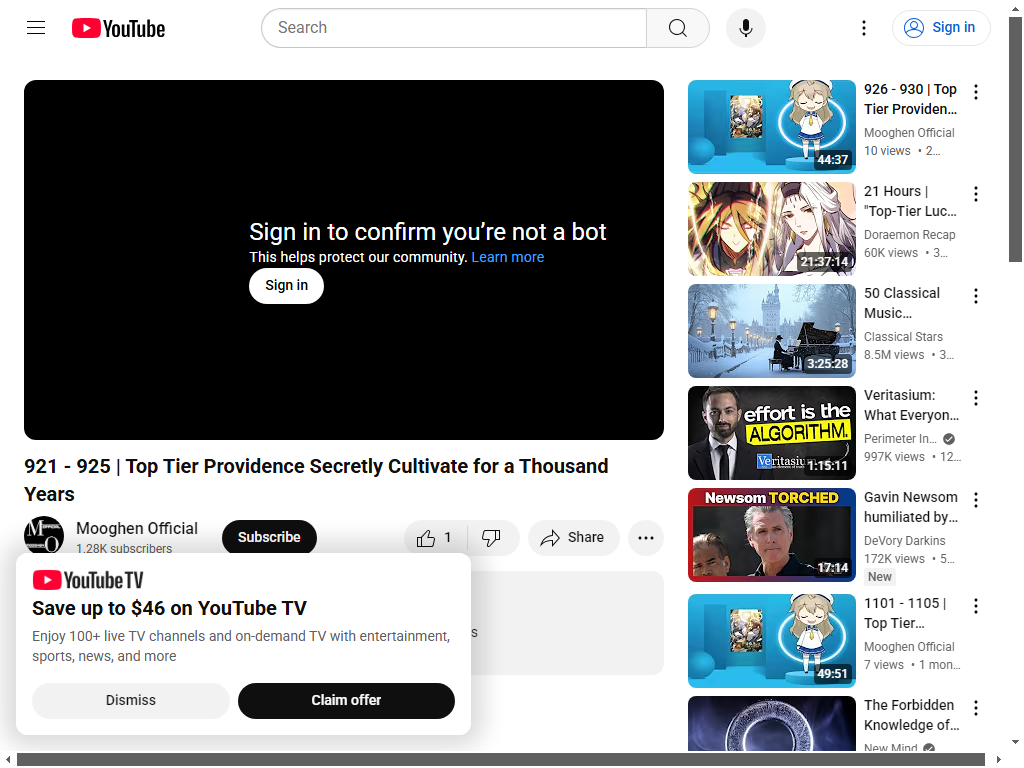 YouTube
Search
Sign in
Sign in to confirm you're not a bot
This helps protect our community. Learn more
Sign in
921 - 925 | Top Tier Providence Secretly Cultivate for a Thousand
Years
Mooghen Official
1.28K subscribers
Subscribe
1
Share
YouTube TV
Save up to $46 on YouTube TV
Enjoy 100+ live TV channels and on-demand TV with entertainment,
sports, news, and more
Dismiss
Claim offer
44:37
926 - 930 | Top
Tier Providen...
Mooghen Official
10 views • 2...
21:37:14
21 Hours |
"Top-Tier Luc...
Doraemon Recap
60K views • 3...
3:25:28
50 Classical
Music...
Classical Stars
8.5M views • 3...
effort is the
ALGORITHM.
Veritasium
1:15:11
Veritasium:
What Everyon...
Perimeter In...
997K views • 12...
Newsom TORCHED
17:14
Gavin Newsom
humiliated by...
DeVory Darkins
172K views • 5...
New
49:51
1101 - 1105 |
Top Tier...
Mooghen Official
7 views • 1 mon...
The Forbidden
Knowledge of...
New Mind